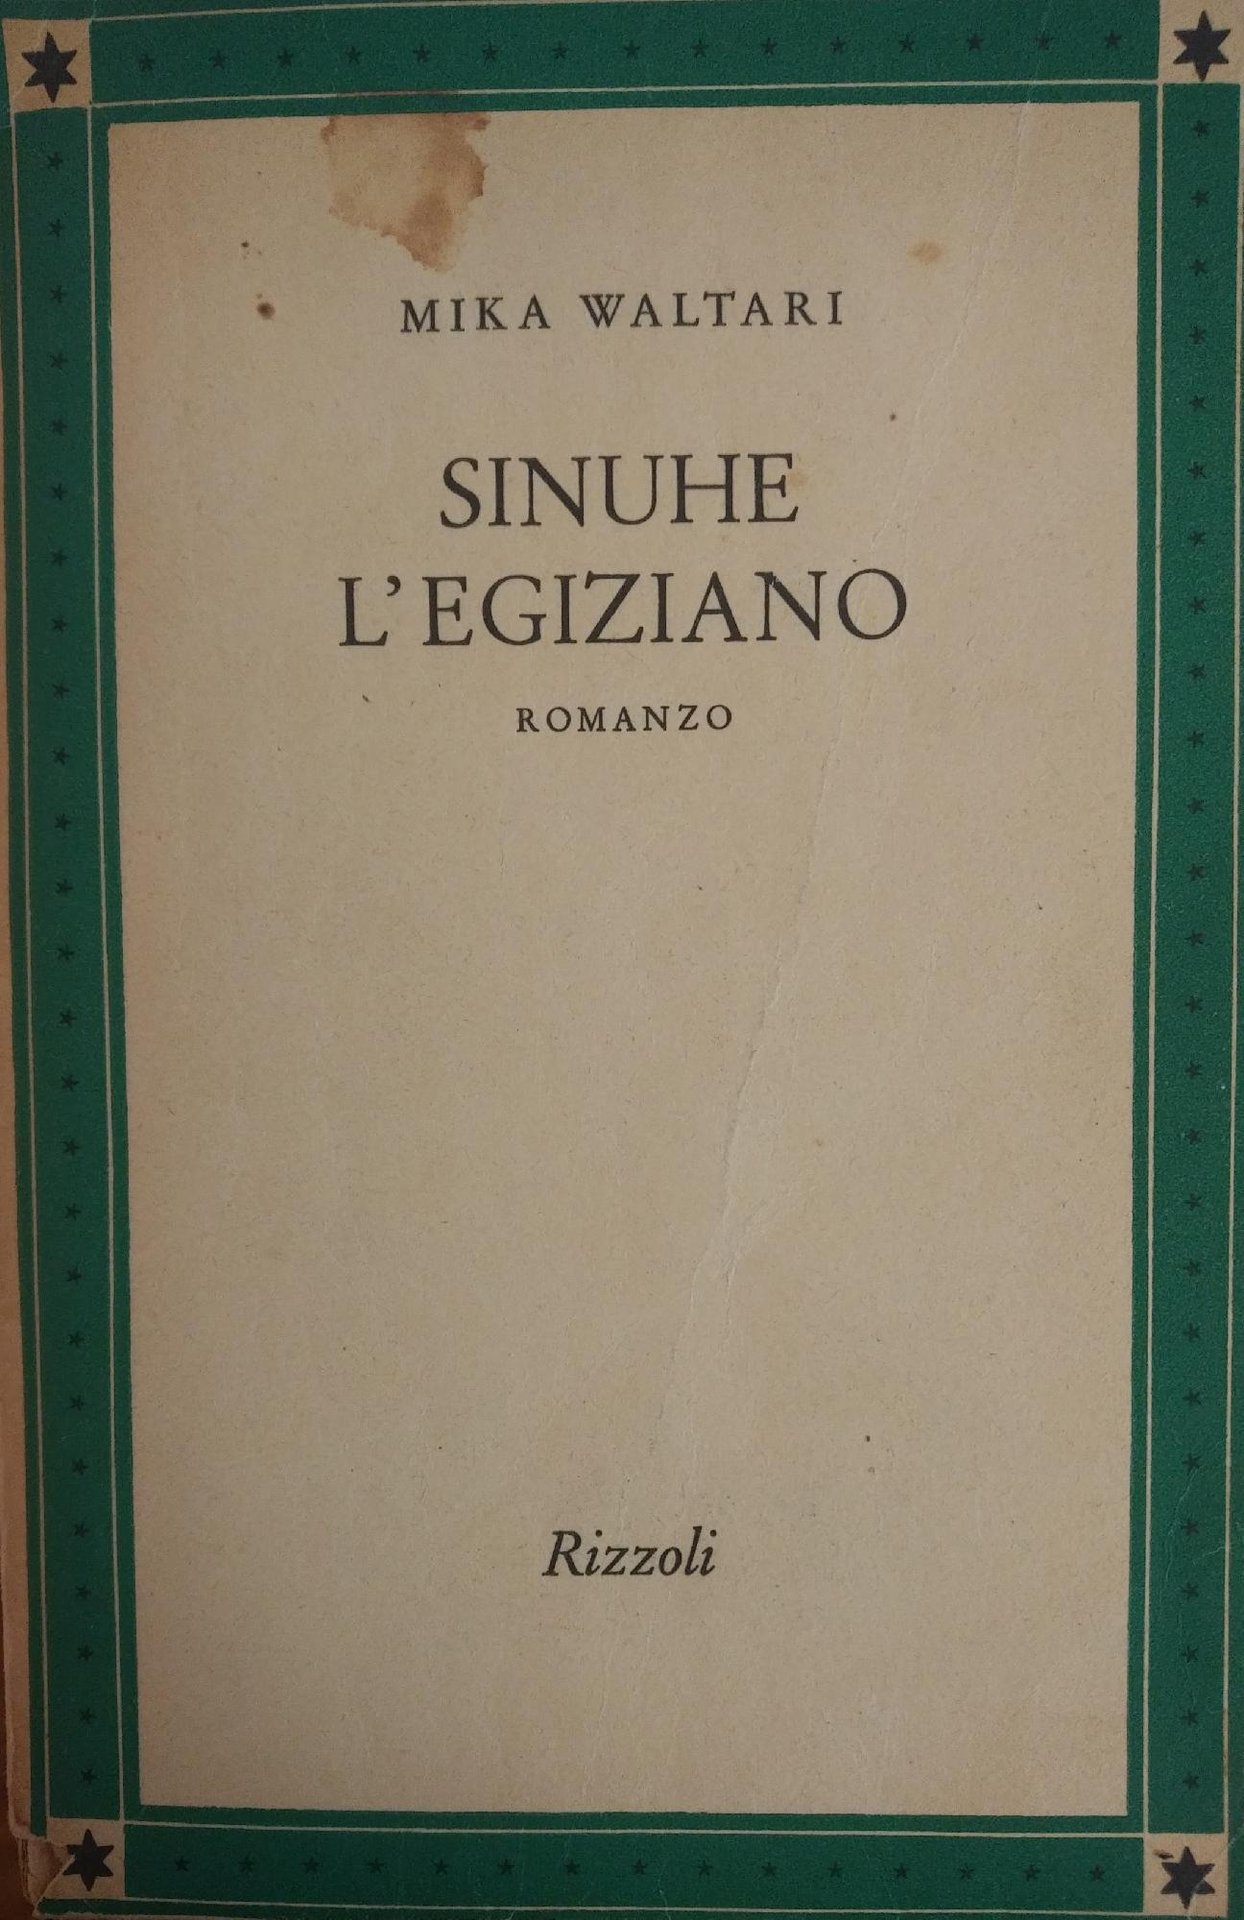 MIKA WALTARI
SINUHE
L'EGIZIANO
ROMANZO
Rizzoli